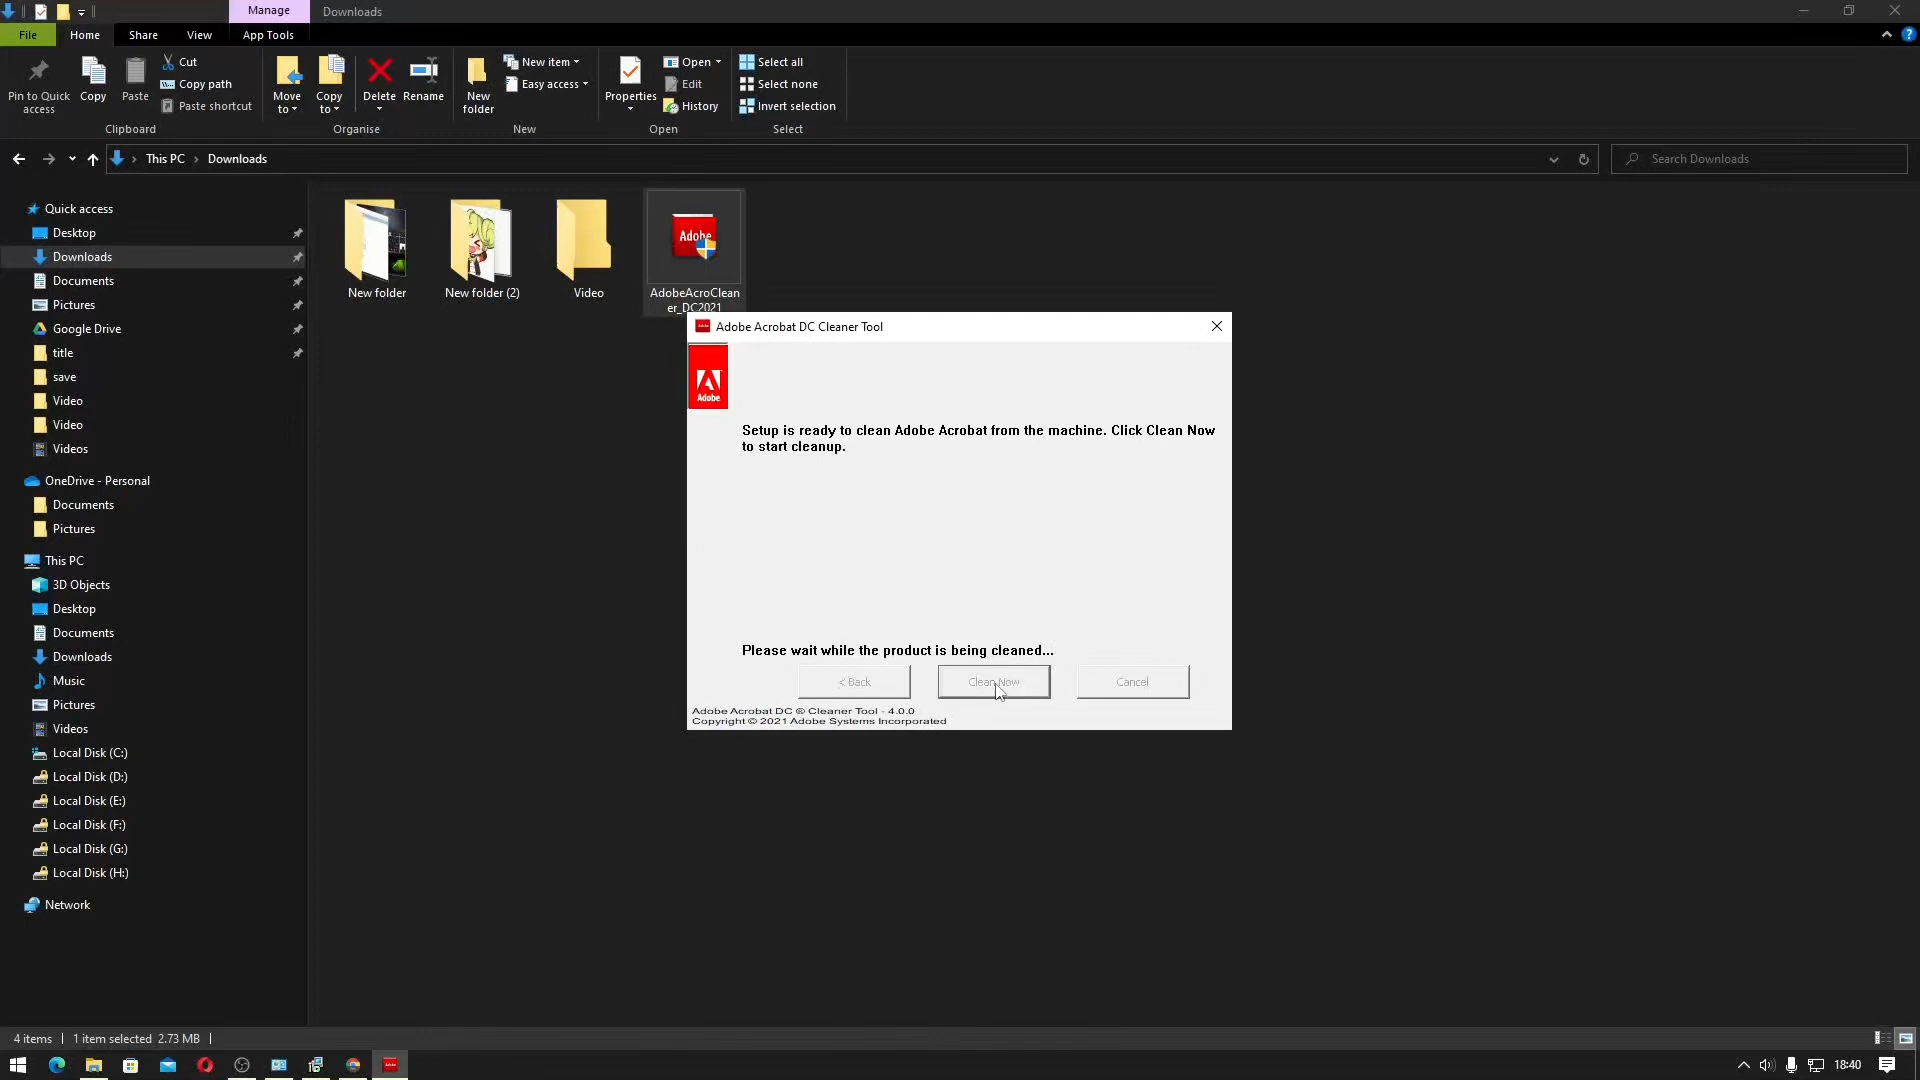 Manage
Downloads
File
Home
Share
View
App Tools
Pin to Quick
access
Copy
Paste
Cut
Copy path
Paste shortcut
Clipboard
Move
to
Copy
to
Delete
Rename
Organise
New
folder
New item
Easy access
New
Properties
Open
Edit
History
Open
Select all
Select none
Invert selection
Select
This PC
Downloads
Search Downloads
Quick access
Desktop
Downloads
Documents
Pictures
Google Drive
title
save
Video
Video
Videos
OneDrive - Personal
Documents
Pictures
This PC
3D Objects
Desktop
Documents
Downloads
Music
Pictures
Videos
Local Disk (C:)
Local Disk (D:)
Local Disk (E:)
Local Disk (F:)
Local Disk (G:)
Local Disk (H:)
Network
New folder
New folder (2)
Video
Adobe
AdobeAcroClean
er_DC2021
Adobe Acrobat DC Cleaner Tool
Adobe
Setup is ready to clean Adobe Acrobat from the machine. Click Clean Now
to start cleanup.
Please wait while the product is being cleaned...
< Back
Clean Now
Cancel
Adobe Acrobat DC ® Cleaner Tool - 4.0.0
Copyright © 2021 Adobe Systems Incorporated
4 items
1 item selected 2.73 MB
18:40